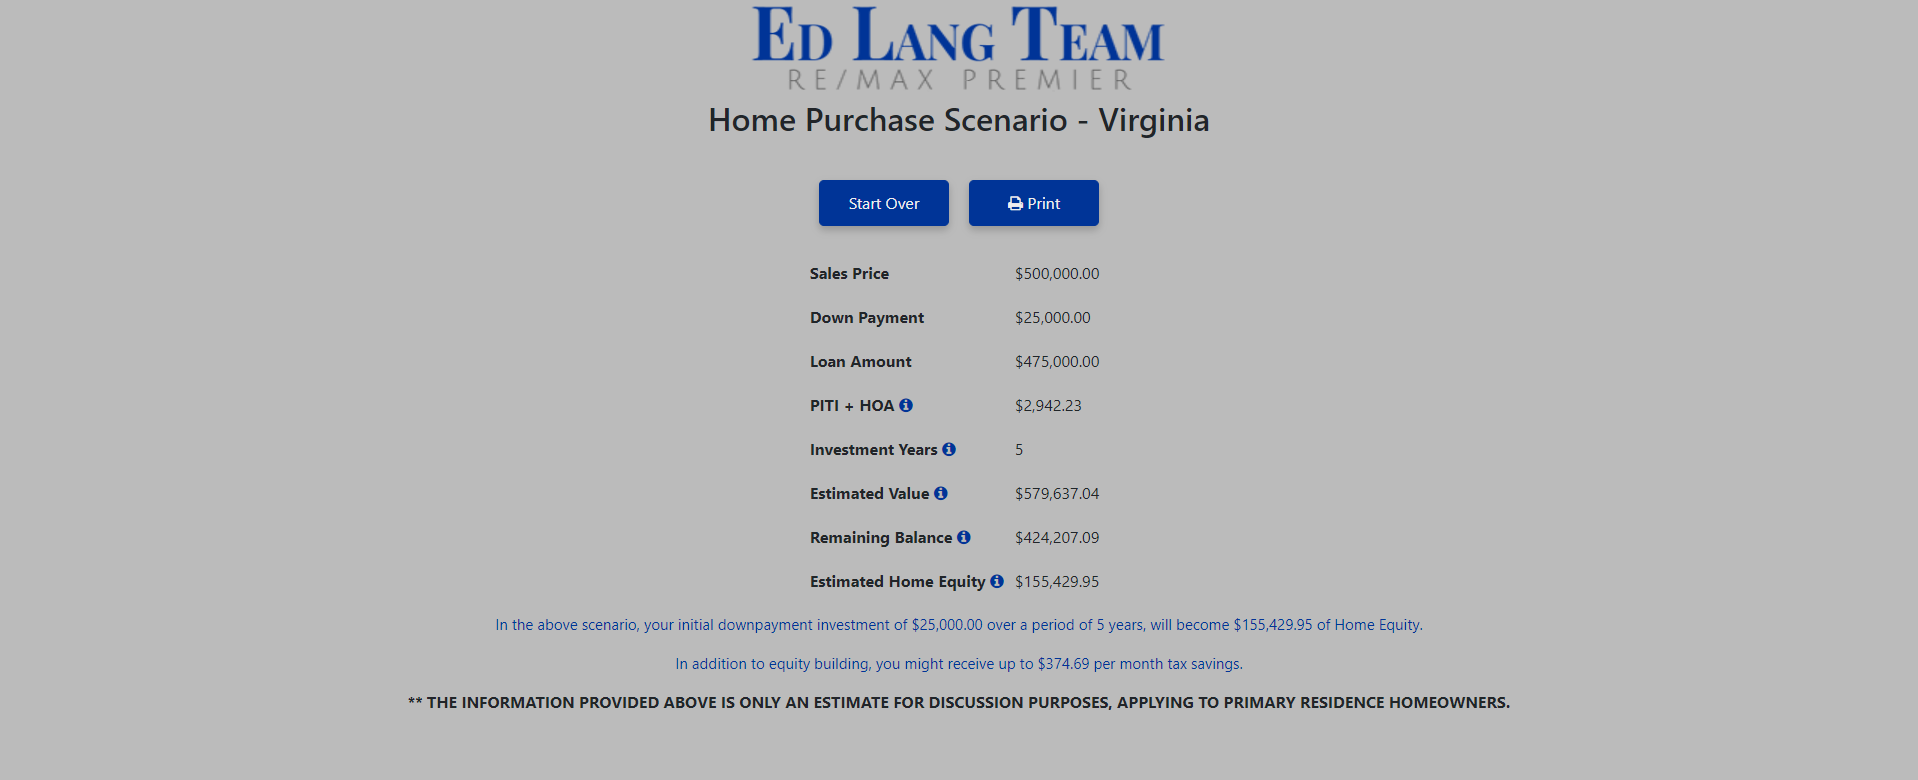 ED LANG TEAM
RE/MAX PREMIER
Home Purchase Scenario - Virginia
Start Over Print
Sales Price $500,000.00
Down Payment $25,000.00
Loan Amount $475,000.00
PITI + HOA $2,942.23
Investment Years 5
Estimated Value $579,637.04
Remaining Balance $424,207.09
Estimated Home Equity $155,429.95
In the above scenario, your initial downpayment investment of $25,000.00 over a period of 5 years, will become $155,429.95 of Home Equity.
In addition to equity building, you might receive up to $374.69 per month tax savings.
** THE INFORMATION PROVIDED ABOVE IS ONLY AN ESTIMATE FOR DISCUSSION PURPOSES, APPLYING TO PRIMARY RESIDENCE HOMEOWNERS.